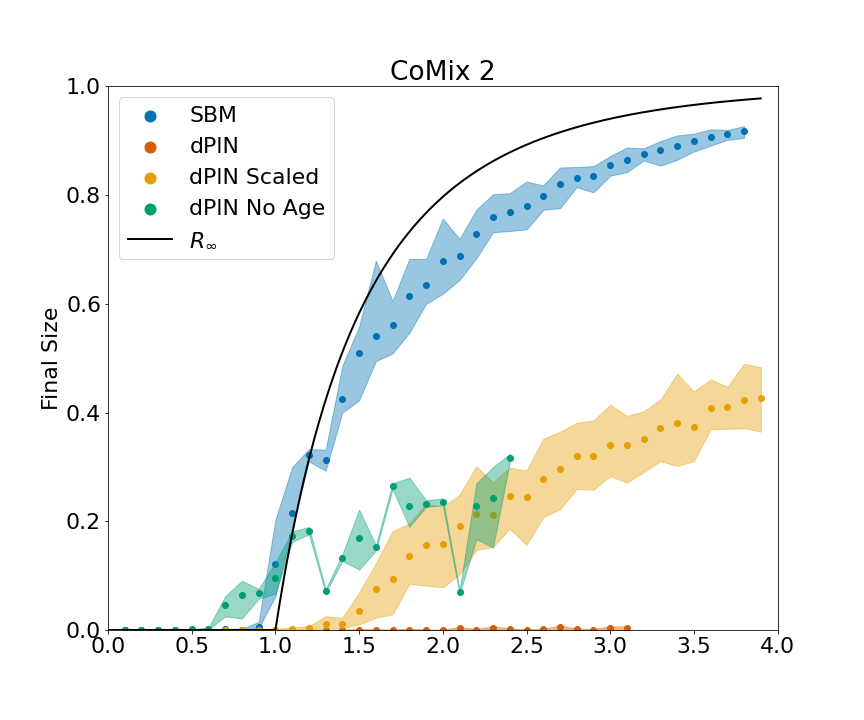 CoMix 2
SBM
dPIN
dPIN Scaled
dPIN No Age
R∞
Final Size
1.0
0.8
0.6
0.4
0.2
0.0
0.0 0.5 1.0 1.5 2.0 2.5 3.0 3.5 4.0